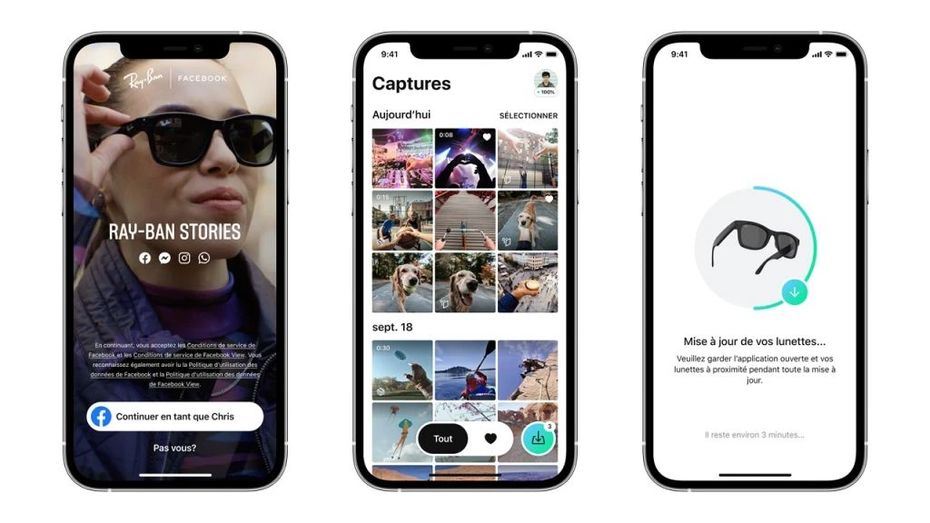 Ray-Ban | FACEBOOK
RAY-BAN STORIES
En continuant, vous acceptez les Conditions de service de
Facebook et les Conditions de service de Facebook View. Vous
reconnaissez également avoir lu la Politique d'utilisation des
données de Facebook et la Politique d'utilisation des données
de Facebook View.
Continuer en tant que Chris
Pas vous?
9:41
Captures
100%
Aujourd'hui
SÉLECTIONNER
0:08
0:15
sept. 18
0:30
Tout
3
9:41
Mise à jour de vos lunettes...
Veuillez garder l'application ouverte et vos
lunettes à proximité pendant toute la mise à
jour.
Il reste environ 3 minutes...